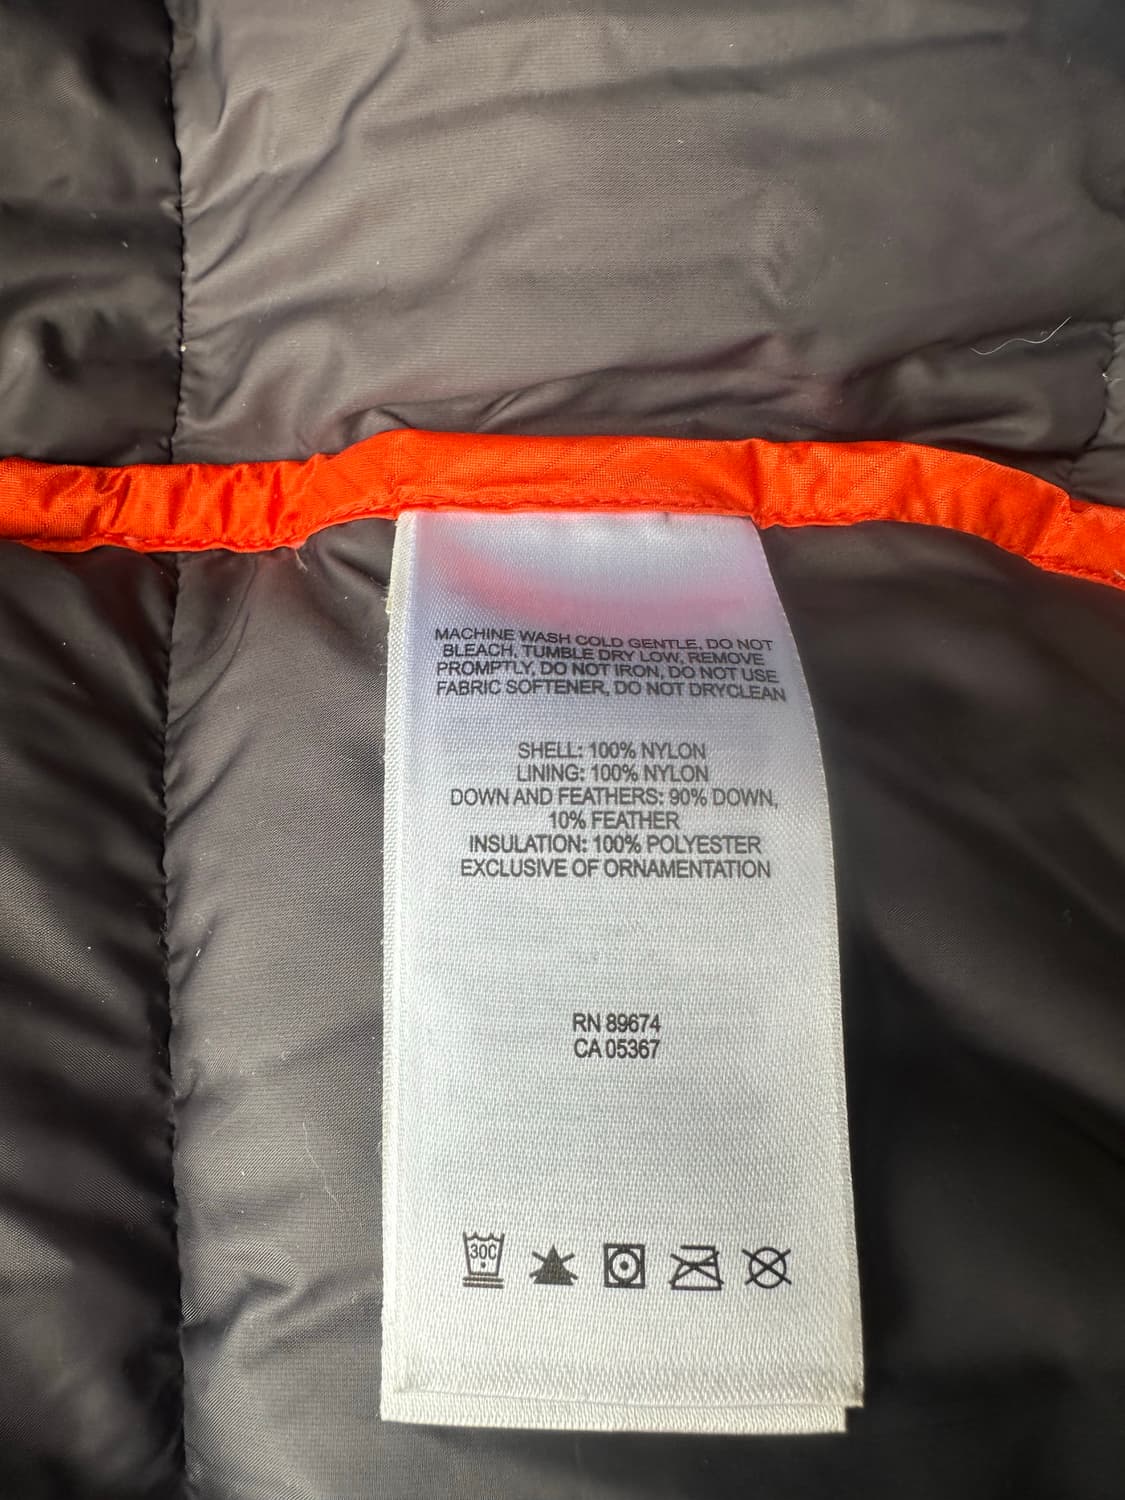 MACHINE WASH COLD GENTLE, DO NOT
BLEACH, TUMBLE DRY LOW, REMOVE
PROMPTLY, DO NOT IRON, DO NOT USE
FABRIC SOFTENER, DO NOT DRYCLEAN
SHELL: 100% NYLON
LINING: 100% NYLON
DOWN AND FEATHERS: 90% DOWN,
10% FEATHER
INSULATION: 100% POLYESTER
EXCLUSIVE OF ORNAMENTATION
RN 89674
CA 05367
30C